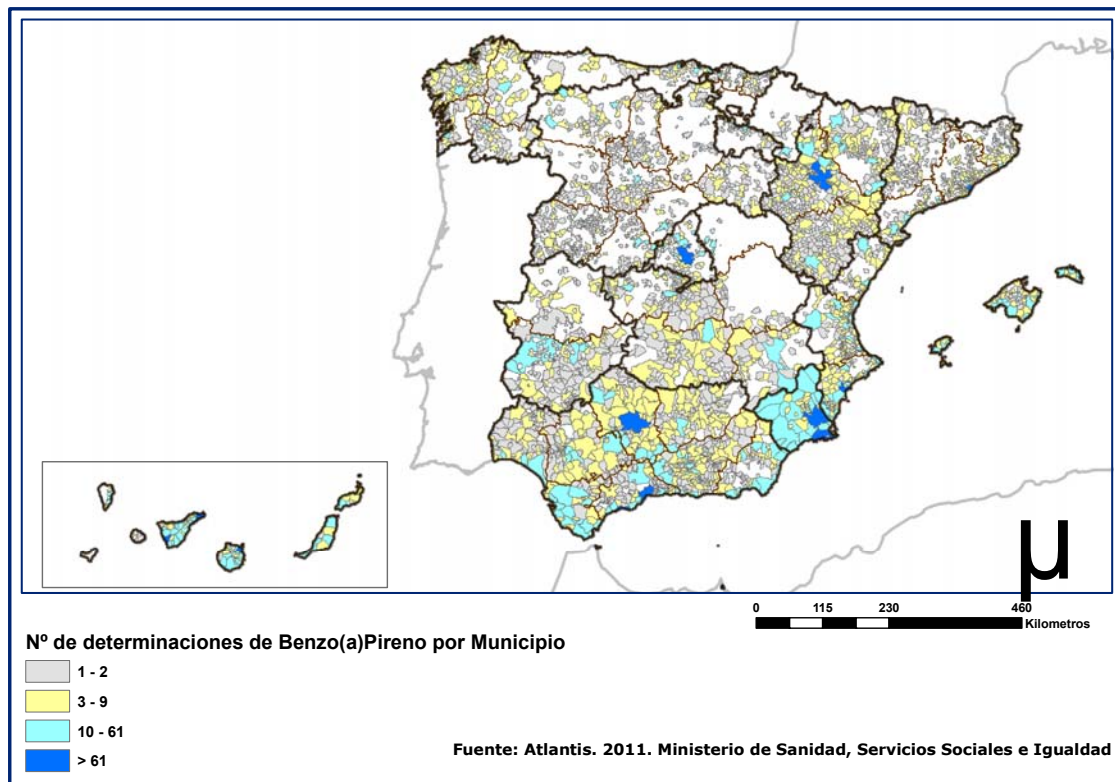 µ
0 115 230 460
Kilometros
Nº de determinaciones de Benzo(a)Pireno por Municipio
1 - 2
3 - 9
10 - 61
> 61
Fuente: Atlantis. 2011. Ministerio de Sanidad, Servicios Sociales e Igualdad